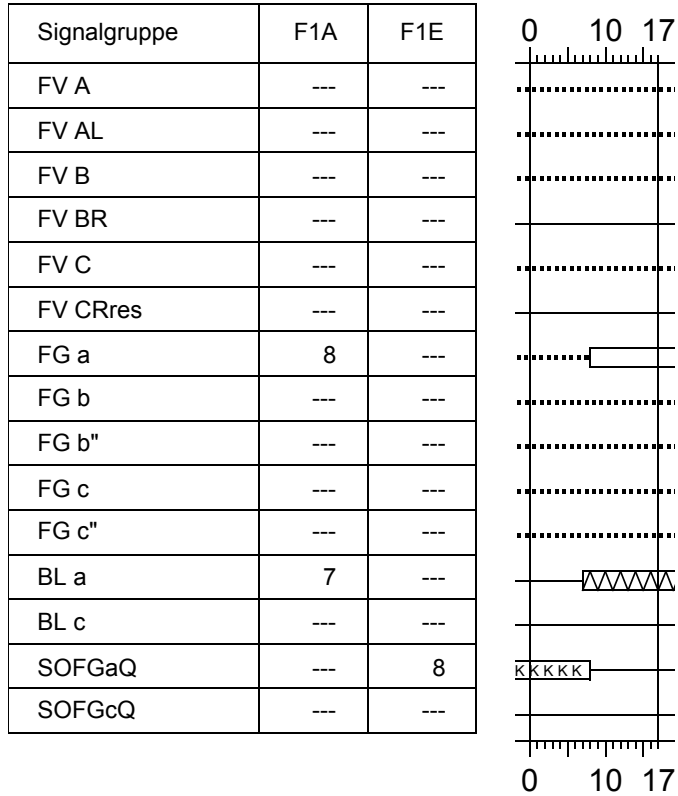 Signalgruppe F1A F1E 0 10 17
FV A --- ---
FV AL --- ---
FV B --- ---
FV BR --- ---
FV C --- ---
FV CRres --- ---
FG a 8 ---
FG b --- ---
FG b" --- ---
FG c --- ---
FG c" --- ---
BL a 7 ---
BL c --- ---
SOFGaQ --- 8 K K K K K
SOFGcQ --- ---
0 10 17